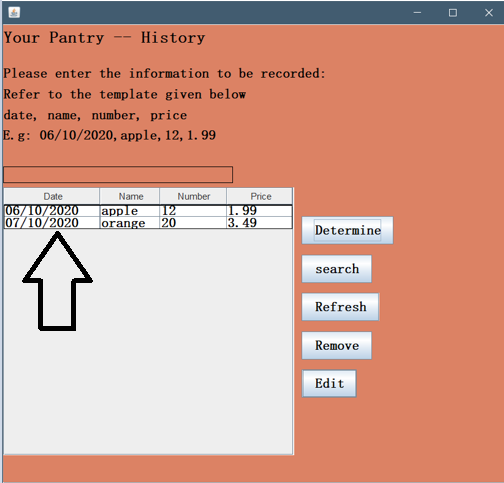 Your Pantry -- History
Please enter the information to be recorded:
Refer to the template given below
date, name, number, price
E.g: 06/10/2020,apple,12,1.99
Date Name Number Price
06/10/2020 apple 12 1.99
07/10/2020 orange 20 3.49
Determine
search
Refresh
Remove
Edit